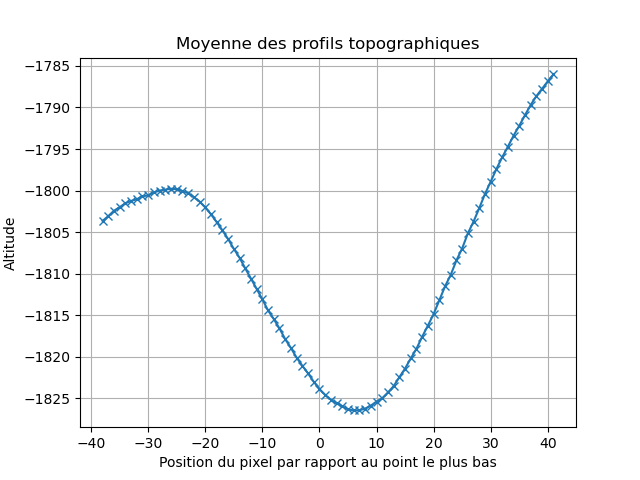 Moyenne des profils topographiques
Altitude
−1785
−1790
−1795
−1800
−1805
−1810
−1815
−1820
−1825
−40 −30 −20 −10 0 10 20 30 40
Position du pixel par rapport au point le plus bas